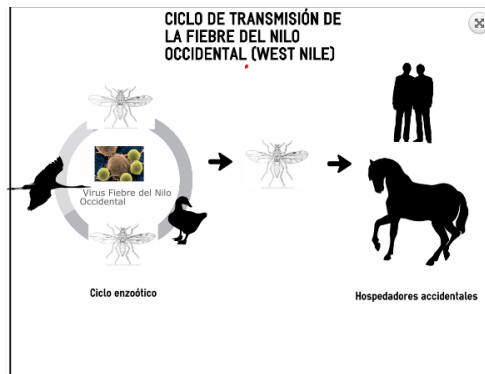 CICLO DE TRANSMISIÓN DE
LA FIEBRE DEL NILO
OCCIDENTAL (WEST NILE)
Virus Fiebre del Nilo
Occidental
Ciclo enzoótico
Hospedadores accidentales